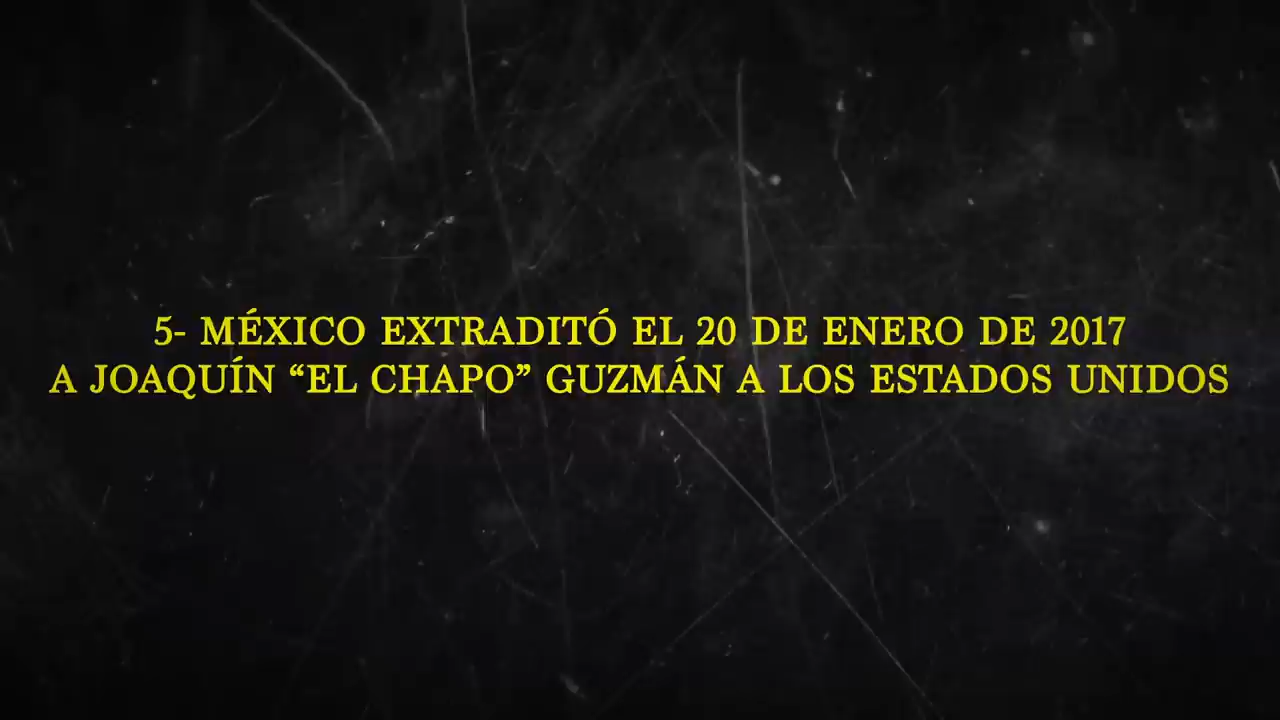 5- MÉXICO EXTRADITÓ EL 20 DE ENERO DE 2017
A JOAQUÍN “EL CHAPO” GUZMÁN A LOS ESTADOS UNIDOS